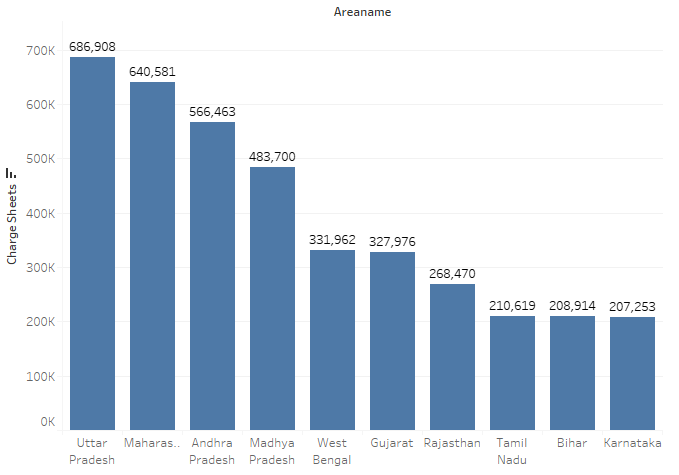 Areaname
Charge Sheets
700K
600K
500K
400K
300K
200K
100K
0K
686,908
640,581
566,463
483,700
331,962
327,976
268,470
210,619
208,914
207,253
Uttar
Pradesh
Maharas..
Andhra
Pradesh
Madhya
Pradesh
West
Bengal
Gujarat
Rajasthan
Tamil
Nadu
Bihar
Karnataka